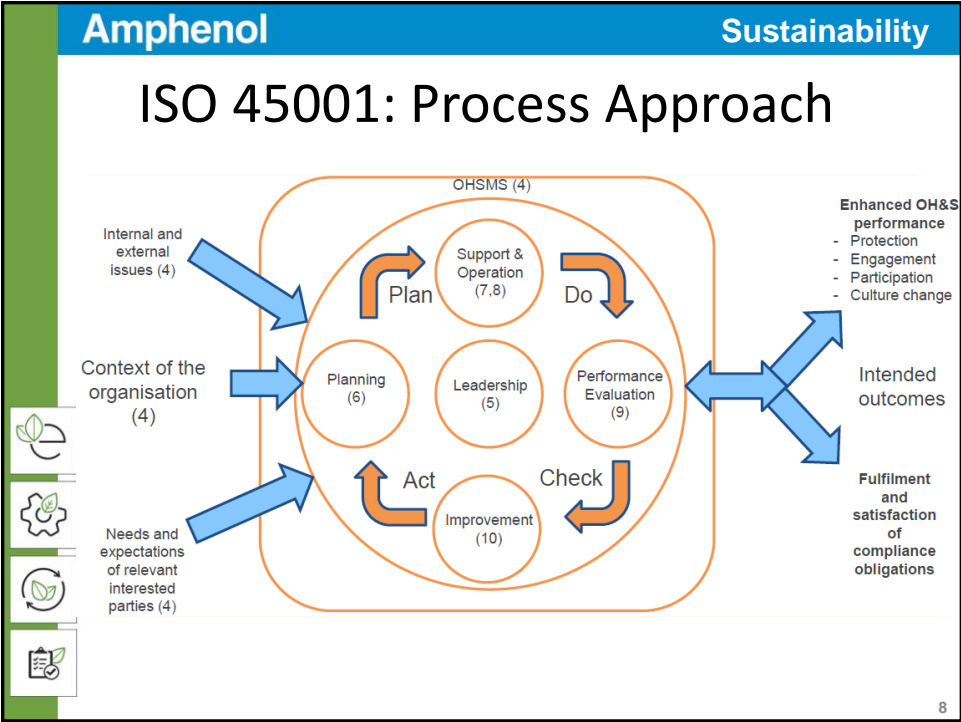 Amphenol
Sustainability
ISO 45001: Process Approach
OHSMS (4)
Internal and
external
issues (4)
Context of the
organisation
(4)
Needs and
expectations
of relevant
interested
parties (4)
Plan
Support &
Operation
(7,8)
Do
Planning
(6)
Leadership
(5)
Performance
Evaluation
(9)
Act
Check
Improvement
(10)
Enhanced OH&S
performance
- Protection
- Engagement
- Participation
- Culture change
Intended
outcomes
Fulfilment
and
satisfaction
of
compliance
obligations
8